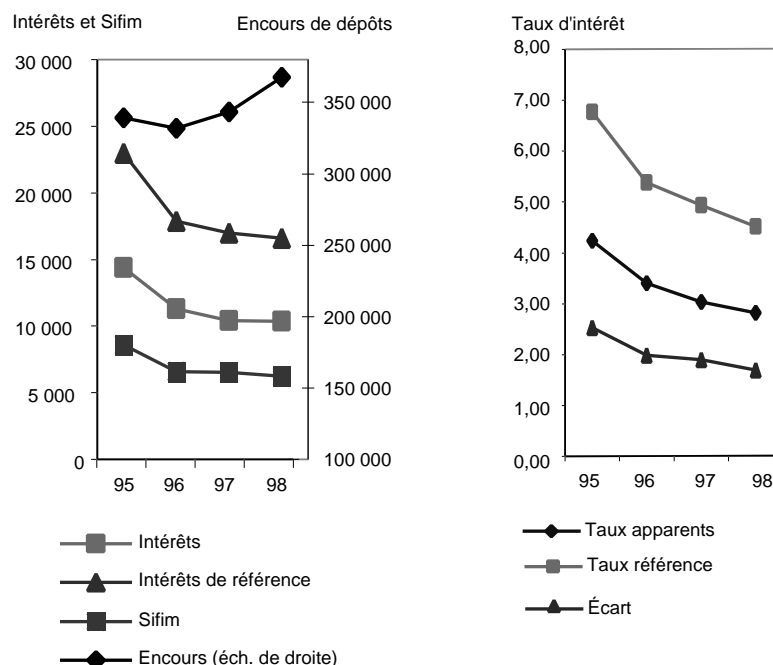 Intérêts et Sifim
Encours de dépôts
30 000
25 000
20 000
15 000
10 000
5 000
0
350 000
300 000
250 000
200 000
150 000
100 000
95 96 97 98
Intérêts
Intérêts de référence
Sifim
Encours (éch. de droite)
Taux d'intérêt
8,00
7,00
6,00
5,00
4,00
3,00
2,00
1,00
0,00
95 96 97 98
Taux apparents
Taux référence
Écart